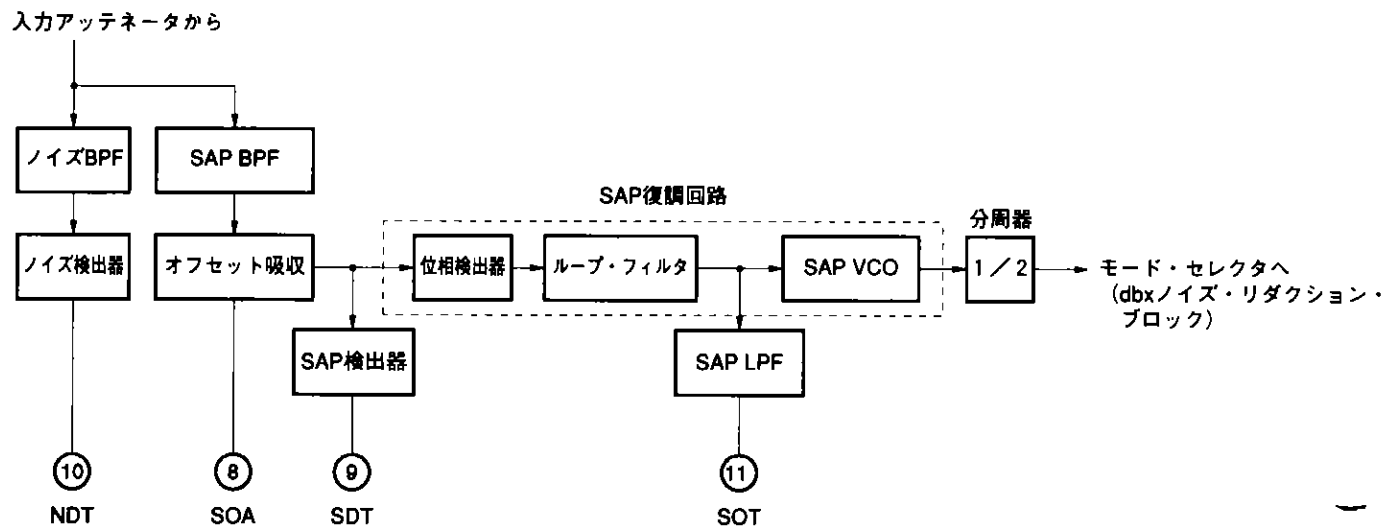 入力アッテネータから
ノイズBPF
SAP BPF
SAP復調回路
分周器
ノイズ検出器
オフセット吸収
位相検出器
ループ・フィルタ
SAP VCO
1／2
モード・セレクタへ
(dbxノイズ・リダクション・
ブロック)
SAP検出器
SAP LPF
10
8
9
11
NDT
SOA
SDT
SOT